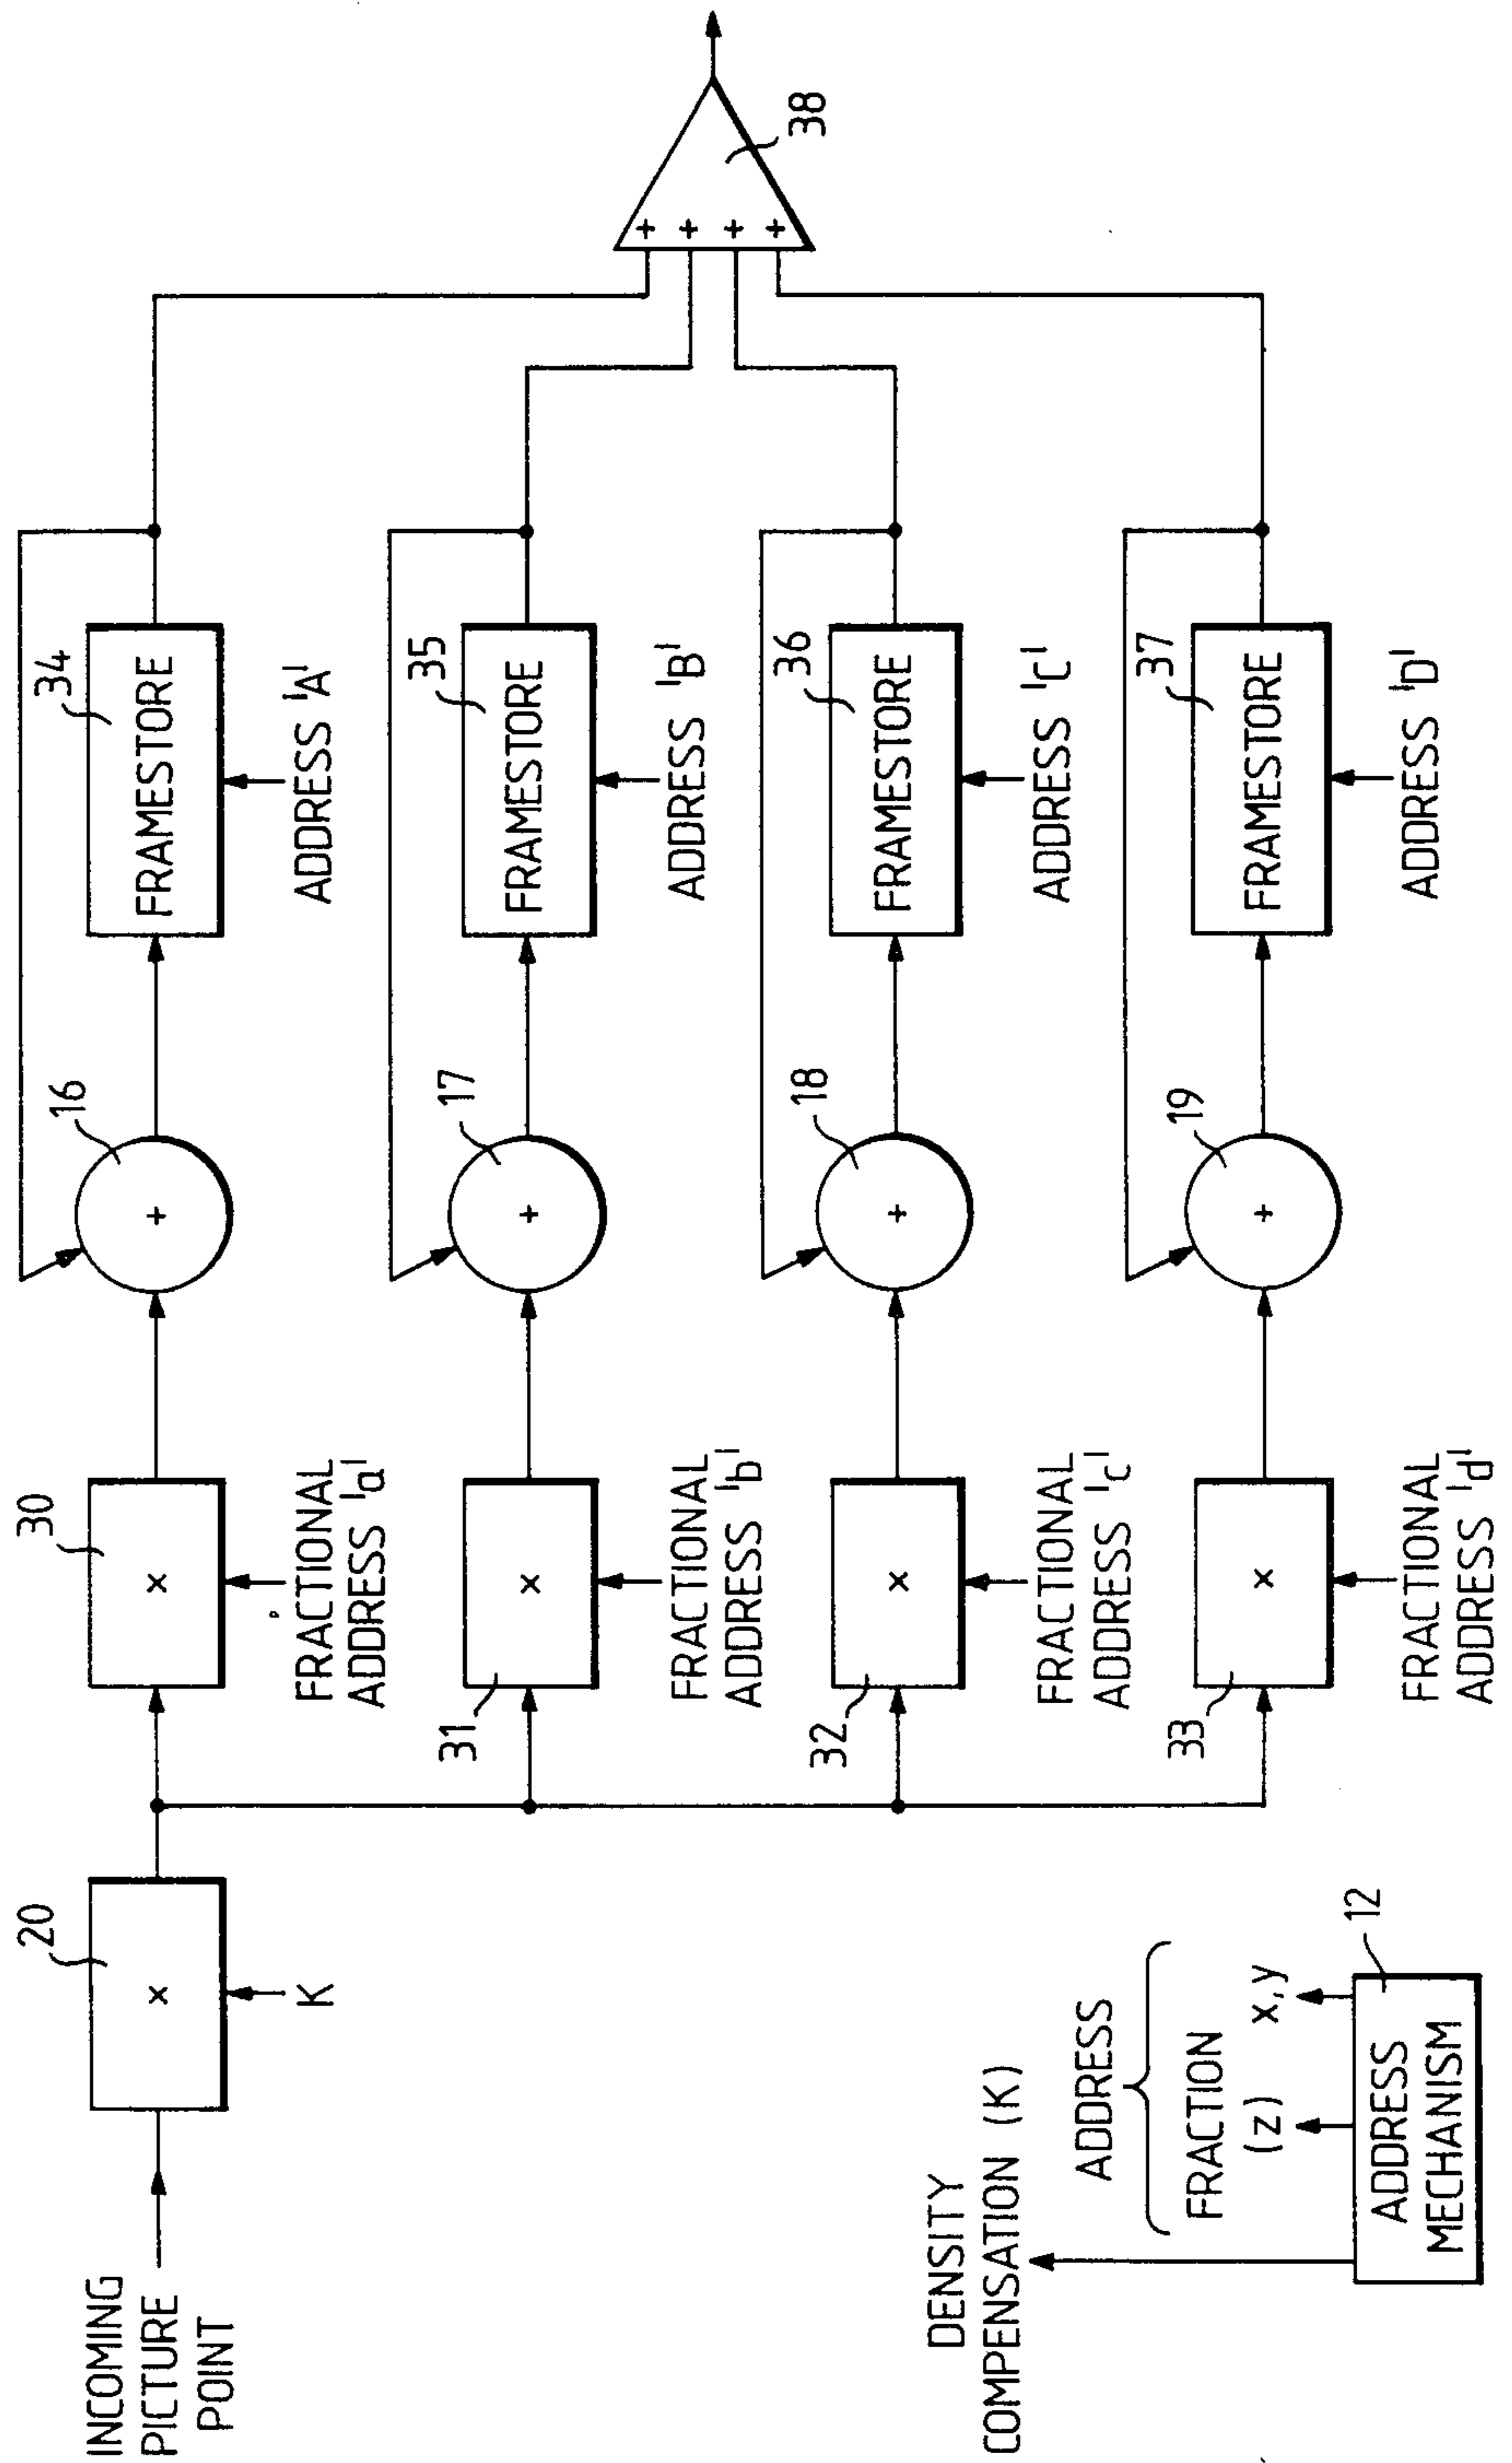 INCOMING
PICTURE
POINT
20
×
K
30
×
FRACTIONAL
ADDRESS 'a'
16
+
34
FRAMESTORE
ADDRESS 'A'
31
×
FRACTIONAL
ADDRESS 'b'
17
+
35
FRAMESTORE
ADDRESS 'B'
32
×
FRACTIONAL
ADDRESS 'c'
18
+
36
FRAMESTORE
ADDRESS 'C'
33
×
FRACTIONAL
ADDRESS 'd'
19
+
37
FRAMESTORE
ADDRESS 'D'
+
+
+
+
38
DENSITY
COMPENSATION (K)
ADDRESS
FRACTION
(z) x,y
12
ADDRESS
MECHANISM